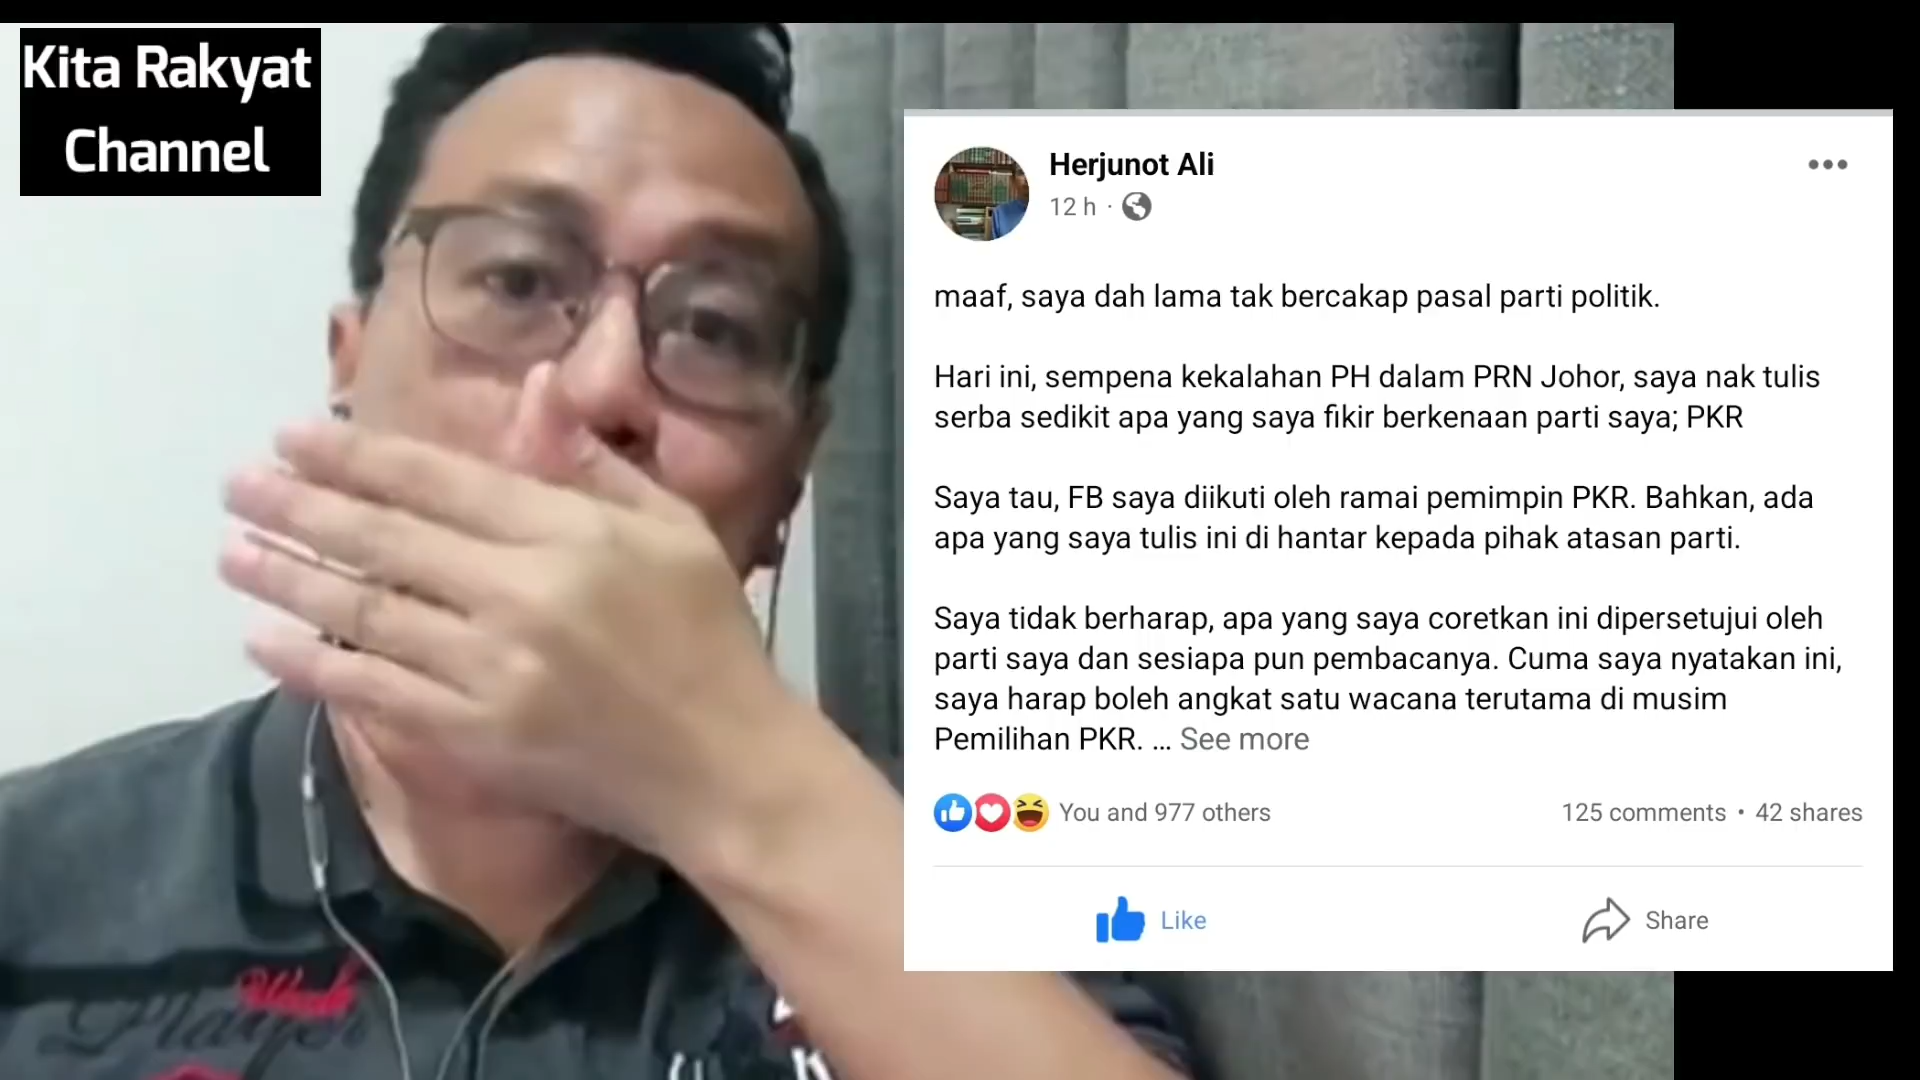 Kita Rakyat
Channel
Herjunot Ali
12 h ·
maaf, saya dah lama tak bercakap pasal parti politik.
Hari ini, sempena kekalahan PH dalam PRN Johor, saya nak tulis
serba sedikit apa yang saya fikir berkenaan parti saya; PKR
Saya tau, FB saya diikuti oleh ramai pemimpin PKR. Bahkan, ada
apa yang saya tulis ini di hantar kepada pihak atasan parti.
Saya tidak berharap, apa yang saya coretkan ini dipersetujui oleh
parti saya dan sesiapa pun pembacanya. Cuma saya nyatakan ini,
saya harap boleh angkat satu wacana terutama di musim
Pemilihan PKR. ... See more
You and 977 others 125 comments • 42 shares
Like Share